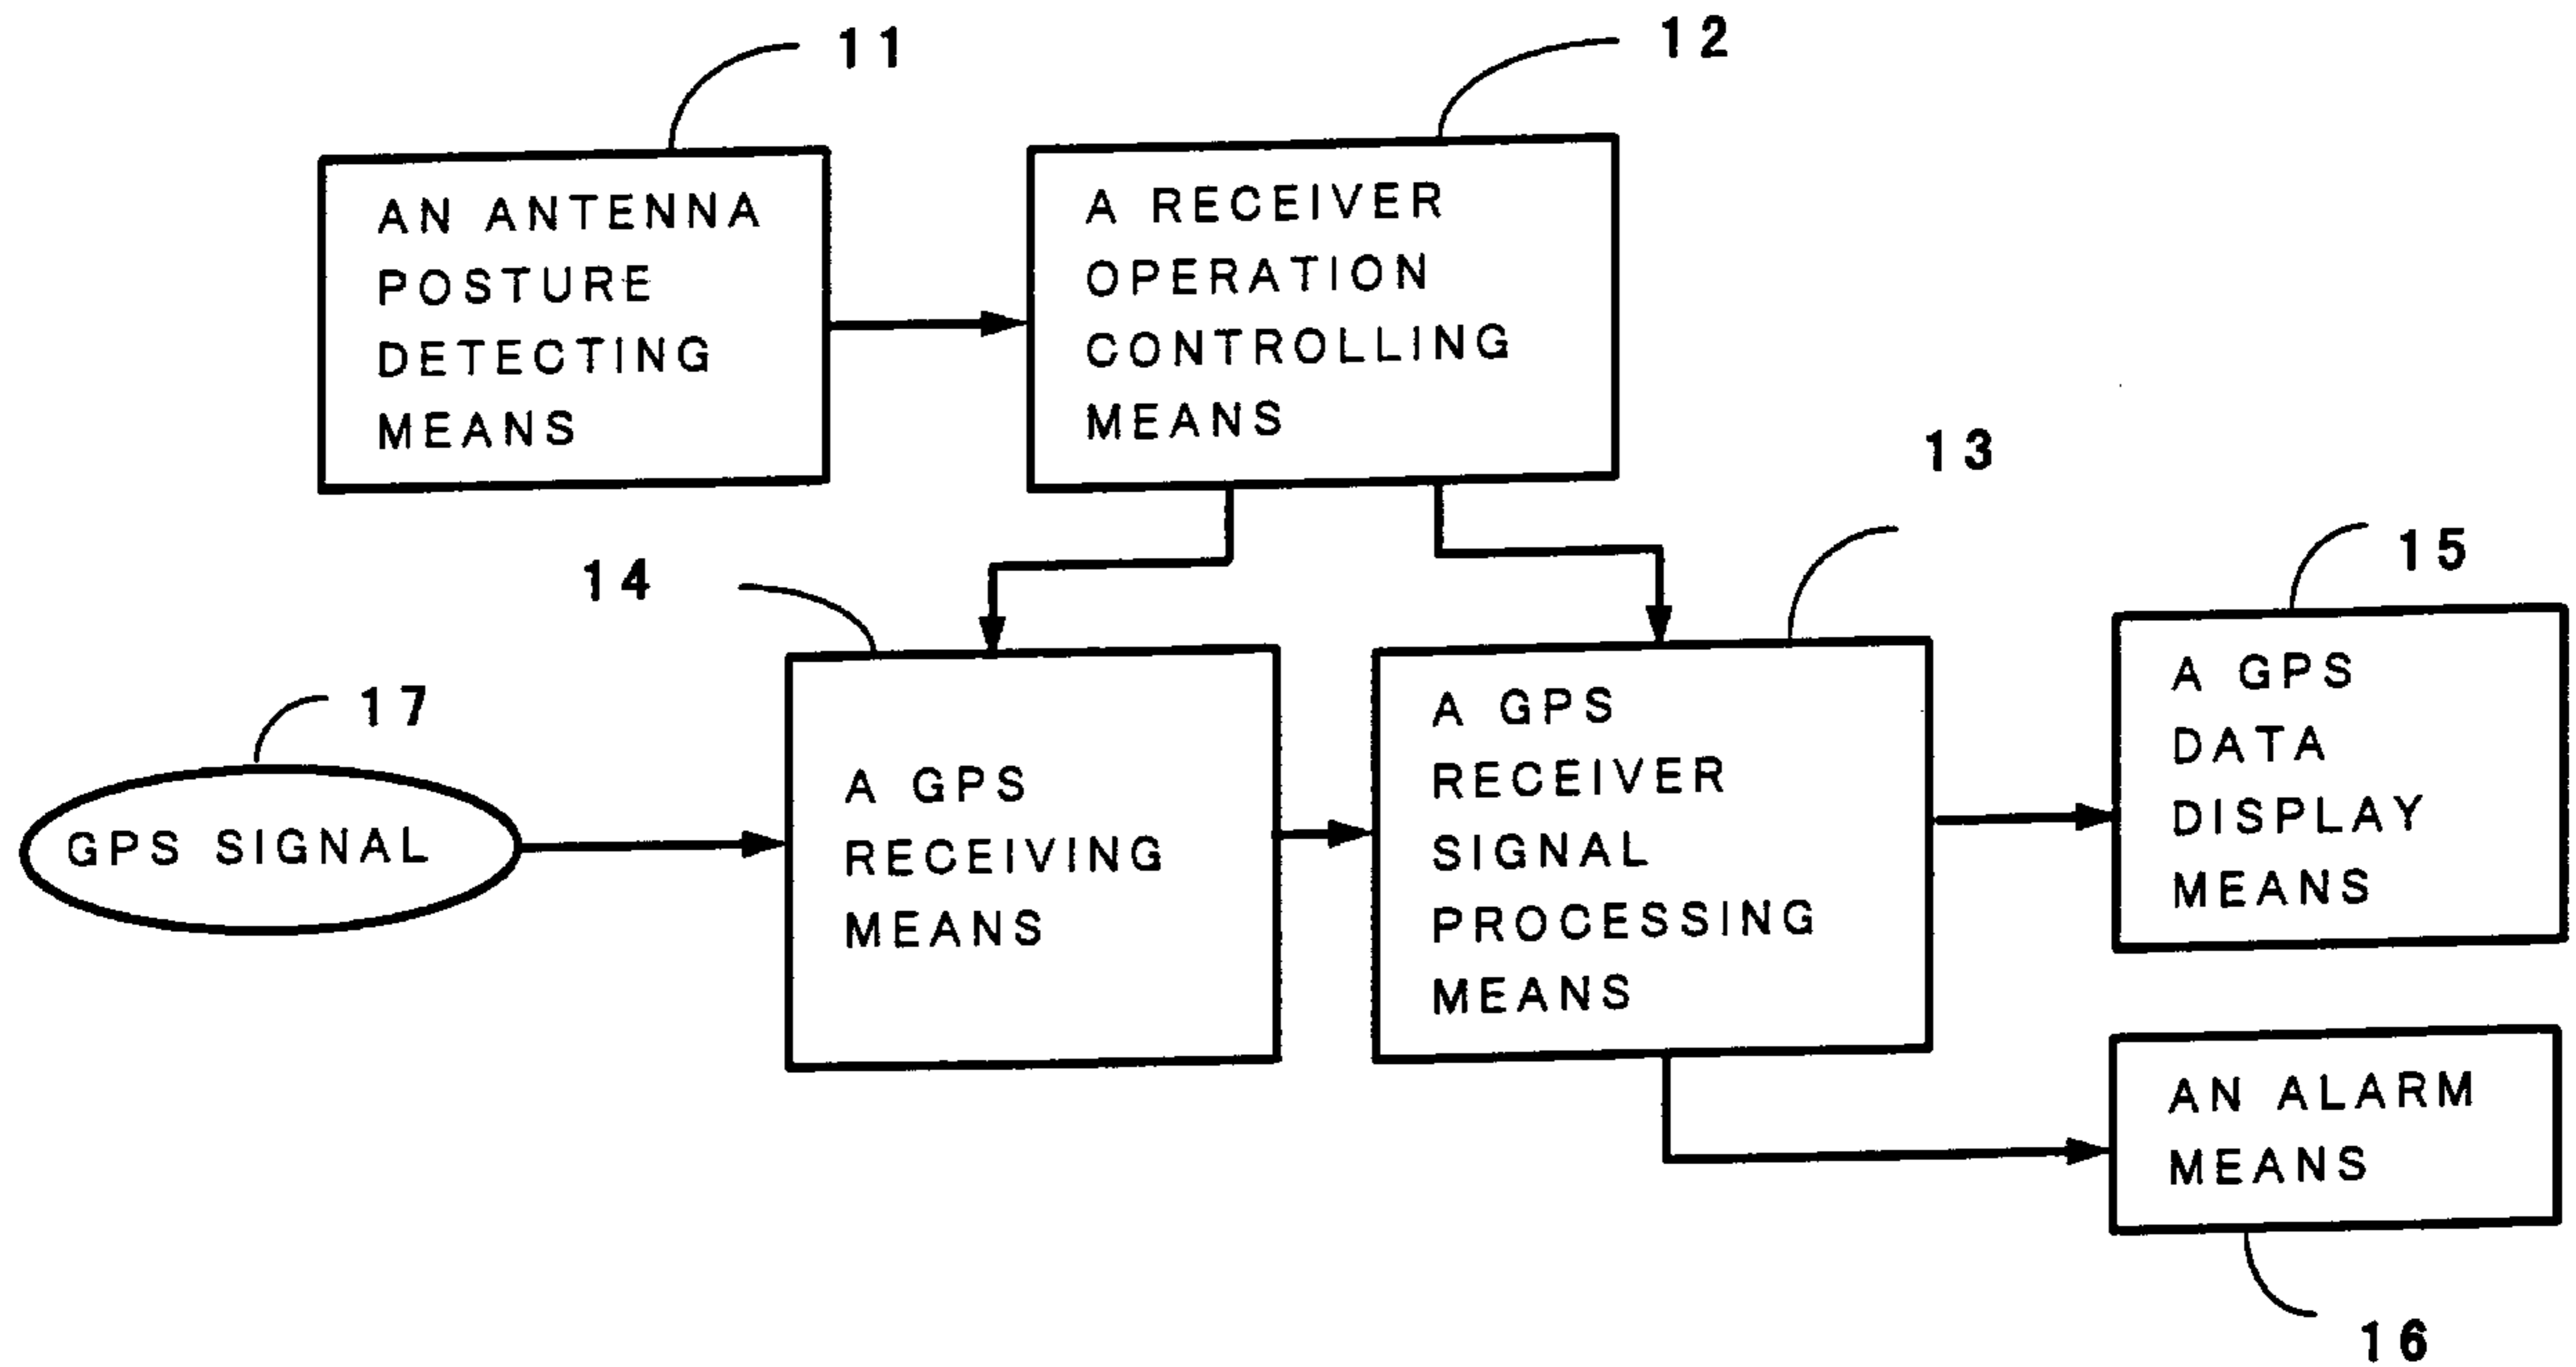 11
AN ANTENNA
POSTURE
DETECTING
MEANS
12
A RECEIVER
OPERATION
CONTROLLING
MEANS
17
GPS SIGNAL
14
A GPS
RECEIVING
MEANS
13
A GPS
RECEIVER
SIGNAL
PROCESSING
MEANS
15
A GPS
DATA
DISPLAY
MEANS
AN ALARM
MEANS
16